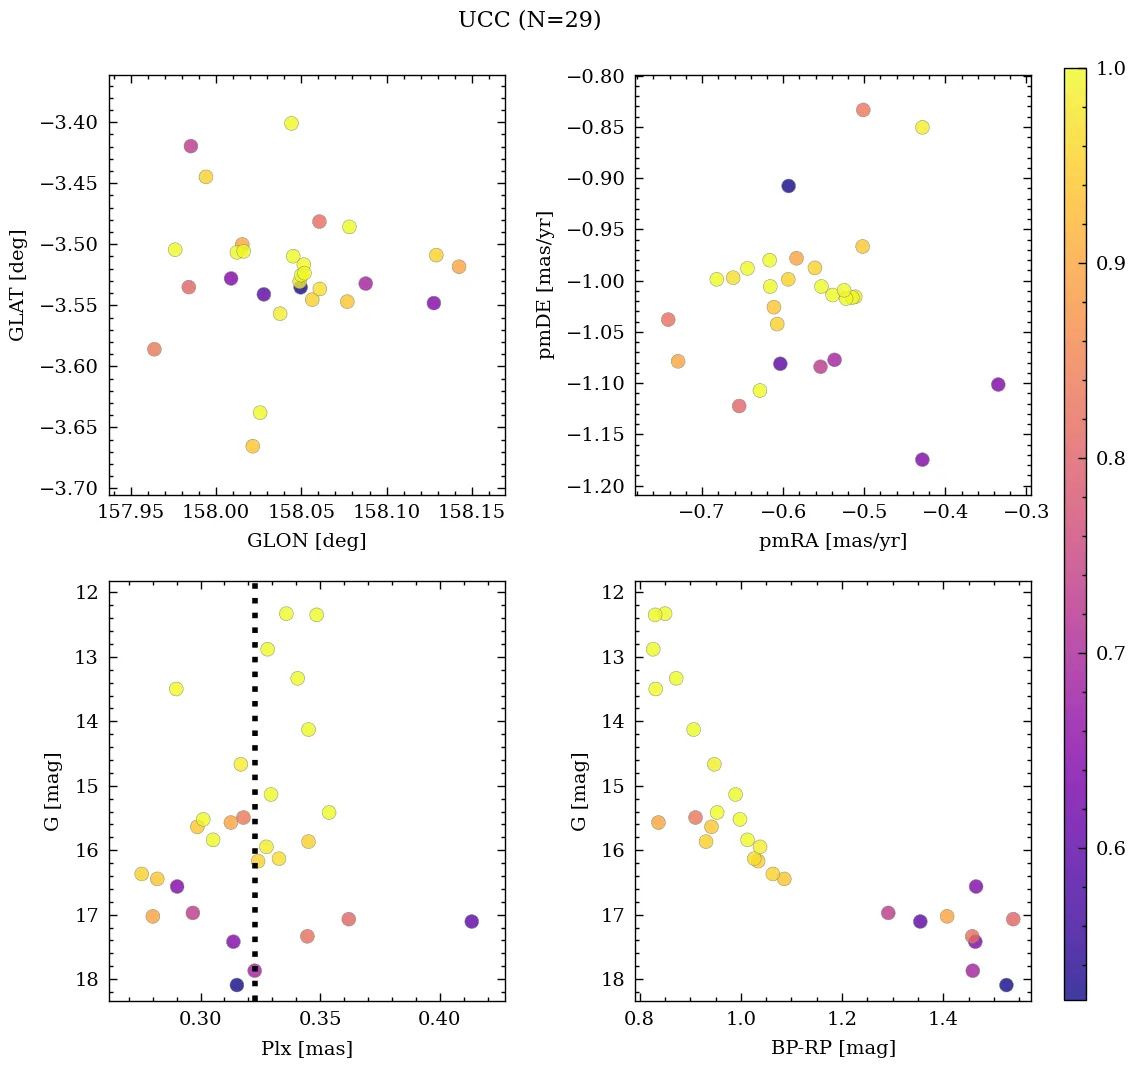 UCC (N=29)
−3.40
−3.45
−3.50
−3.55
−3.60
−3.65
−3.70
GLAT [deg]
157.95 158.00 158.05 158.10 158.15
GLON [deg]
−0.80
−0.85
−0.90
−0.95
−1.00
−1.05
−1.10
−1.15
−1.20
pmDE [mas/yr]
−0.7 −0.6 −0.5 −0.4 −0.3
pmRA [mas/yr]
12
13
14
15
16
17
18
G [mag]
0.30 0.35 0.40
Plx [mas]
12
13
14
15
16
17
18
G [mag]
0.8 1.0 1.2 1.4
BP-RP [mag]
1.0
0.9
0.8
0.7
0.6